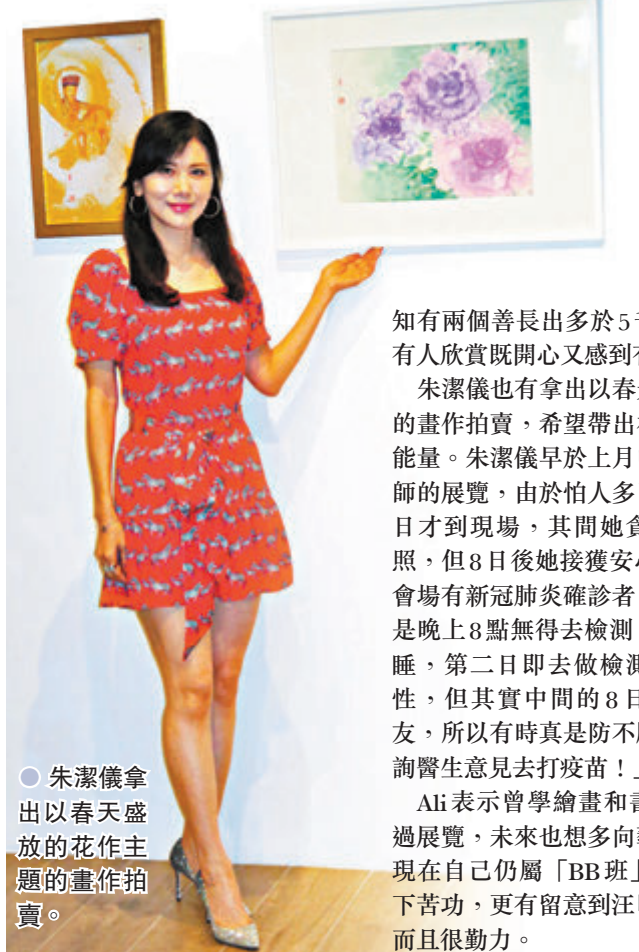 知有兩個善長出多於5
有人欣賞既開心又感到
朱潔儀也有拿出以春
的畫作拍賣,希望帶出
能量。朱潔儀早於上月
師的展覽,由於怕人多
日才到現場,其間她貪
照,但8日後她接獲安
會場有新冠肺炎確診者
是晚上8點無得去檢測
睡,第二日即去做檢測
性,但其實中間的8日
友,所以有時真是防不
詢醫生意見去打疫苗!
Ali表示曾學繪畫和
過展覽,未來也想多向
現在自己仍屬「BB班」
下苦功,更有留意到汪
而且很勤力。
● 朱潔儀拿
出以春天盛
放的花作主
題的畫作拍
賣。